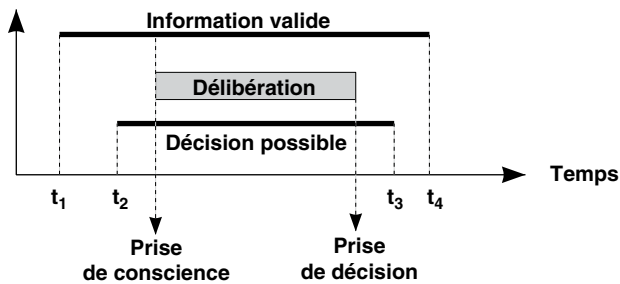 Information valide
Délibération
Décision possible
Temps
t1 t2 t3 t4
Prise
de conscience
Prise
de décision